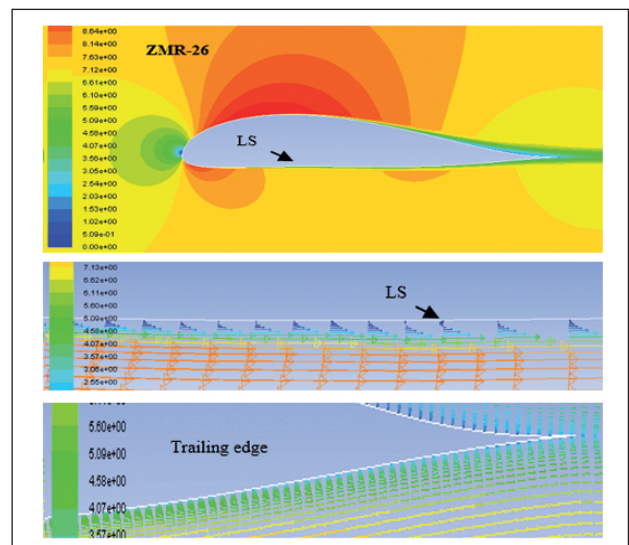 8.64e+00
8.14e+00
7.63e+00
7.12e+00
6.61e+00
6.10e+00
5.59e+00
5.09e+00
4.58e+00
4.07e+00
3.56e+00
3.05e+00
2.54e+00
2.03e+00
1.53e+00
1.02e+00
5.09e-01
0.00e+00
ZMR-26
LS
7.13e+00
6.62e+00
6.11e+00
5.60e+00
5.09e+00
4.58e+00
4.07e+00
3.57e+00
3.06e+00
2.55e+00
LS
5.60e+00
5.09e+00
4.58e+00
4.07e+00
3.57e+00
Trailing edge